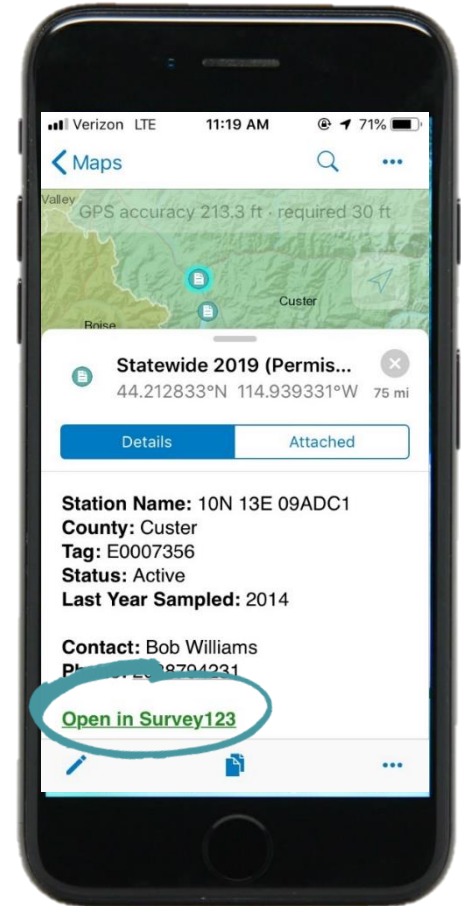 Verizon LTE 11:19 AM 71%
Maps
Valley
GPS accuracy 213.3 ft · required 30 ft
Custer
Boise
Statewide 2019 (Permis...
44.212833°N 114.939331°W 75 mi
Details Attached
Station Name: 10N 13E 09ADC1
County: Custer
Tag: E0007356
Status: Active
Last Year Sampled: 2014
Contact: Bob Williams
Open in Survey123